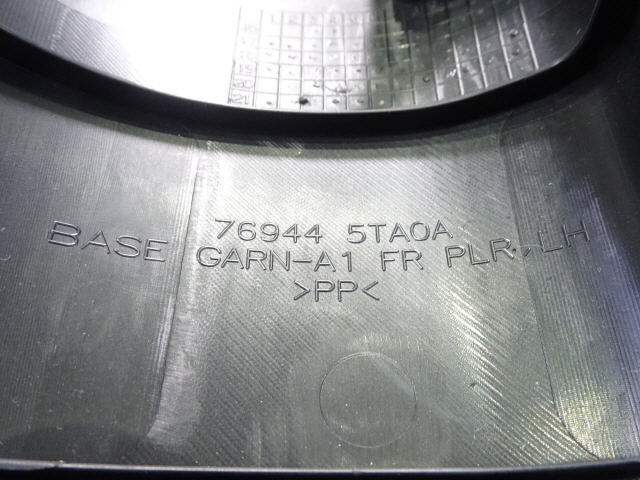 76944 5TA0A
BASE GARN-A1 FR PLR, LH
>PP<